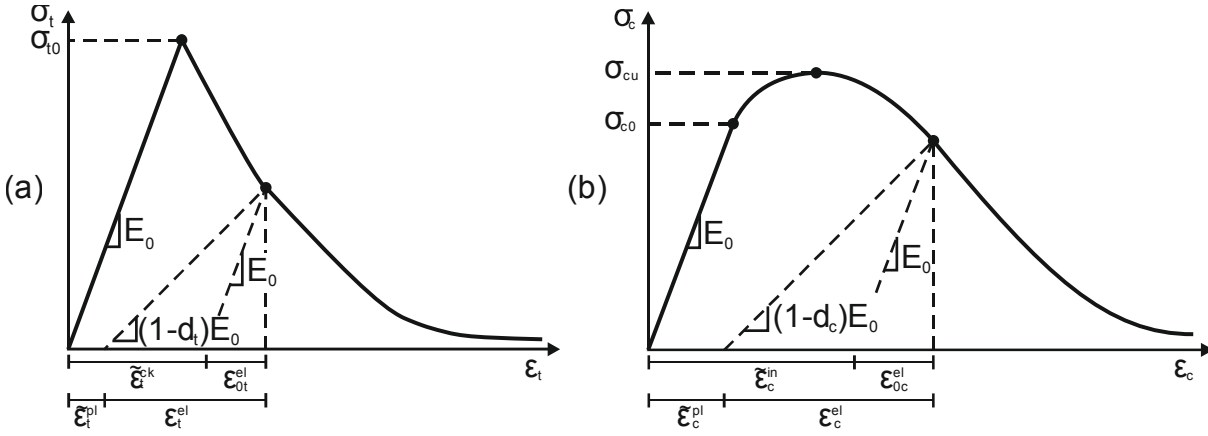 (a)
σt
σt0
E0
E0
(1-dt)E0
εt
ε̃tck
ε0tel
ε̃tpl
εtel
(b)
σc
σcu
σc0
E0
E0
(1-dc)E0
εc
ε̃cin
ε0cel
ε̃cpl
εcel